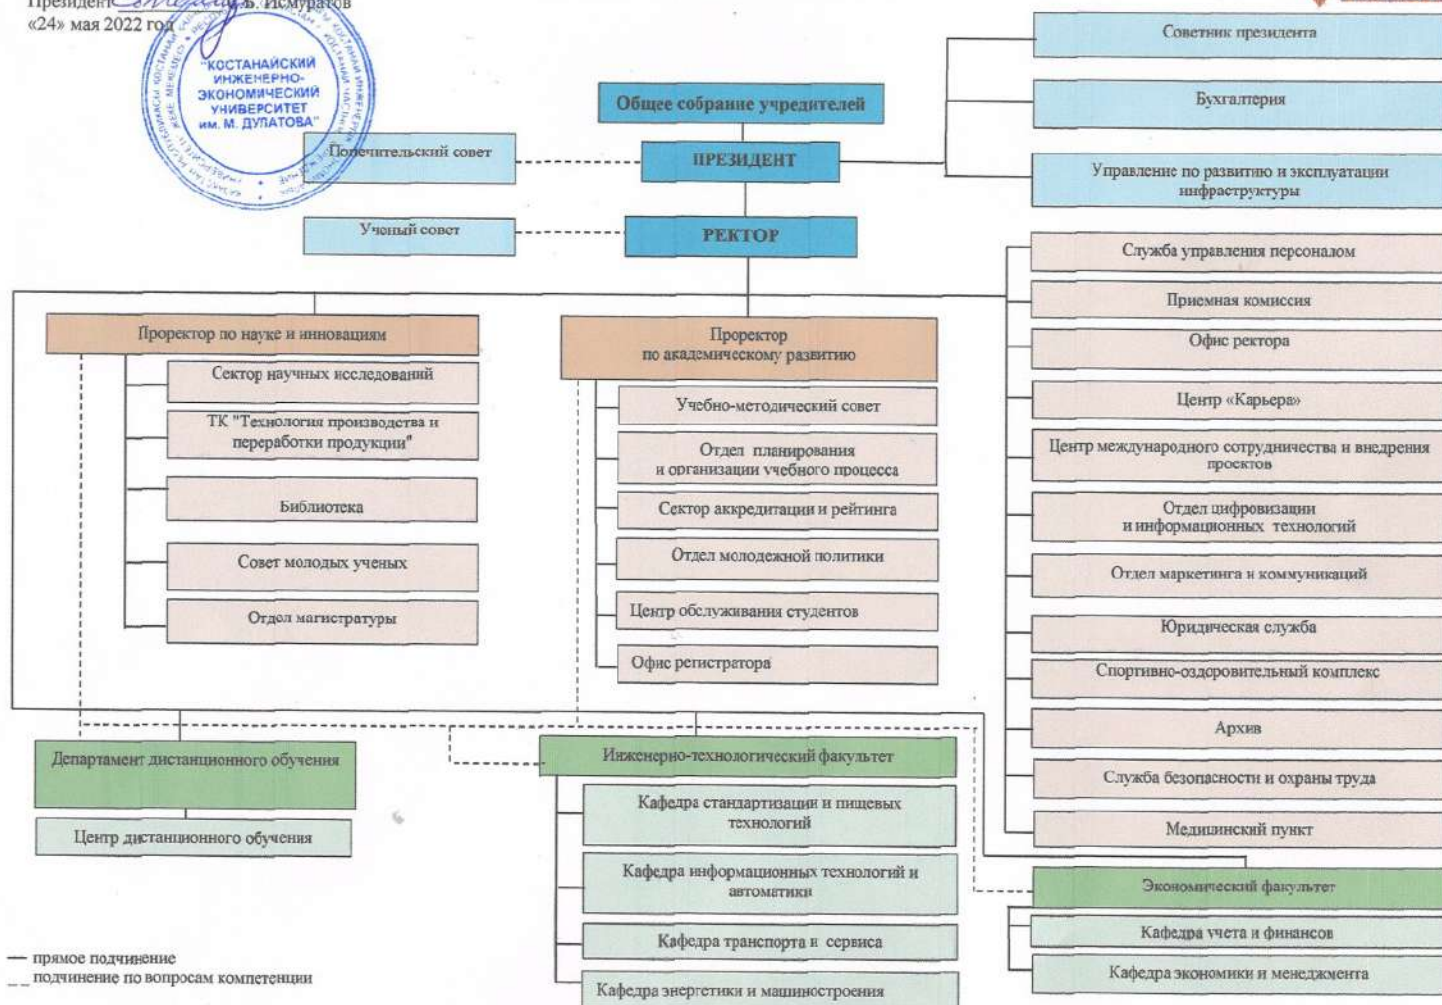 Президент
Исмуратов
«24» мая 2022 год
"КОСТАНАЙСКИЙ
ИНЖЕНЕРНО-
ЭКОНОМИЧЕСКИЙ
УНИВЕРСИТЕТ
им. М. ДУЛАТОВА"
Общее собрание учредителей
Попечительский совет
ПРЕЗИДЕНТ
Ученый совет
РЕКТОР
Советник президента
Бухгалтерия
Управление по развитию и эксплуатации
инфраструктуры
Служба управления персоналом
Приемная комиссия
Офис ректора
Центр «Карьера»
Центр международного сотрудничества и внедрения
проектов
Отдел цифровизации
и информационных технологий
Отдел маркетинга и коммуникаций
Юридическая служба
Спортивно-оздоровительный комплекс
Архив
Служба безопасности и охраны труда
Медицинский пункт
Проректор по науке и инновациям
Сектор научных исследований
ТК "Технология производства и
переработки продукции"
Библиотека
Совет молодых ученых
Отдел магистратуры
Проректор
по академическому развитию
Учебно-методический совет
Отдел планирования
и организации учебного процесса
Сектор аккредитации и рейтинга
Отдел молодежной политики
Центр обслуживания студентов
Офис регистратора
Департамент дистанционного обучения
Центр дистанционного обучения
Инженерно-технологический факультет
Кафедра стандартизации и пищевых
технологий
Кафедра информационных технологий и
автоматики
Кафедра транспорта и сервиса
Кафедра энергетики и машиностроения
Экономический факультет
Кафедра учета и финансов
Кафедра экономики и менеджмента
прямое подчинение
подчинение по вопросам компетенции